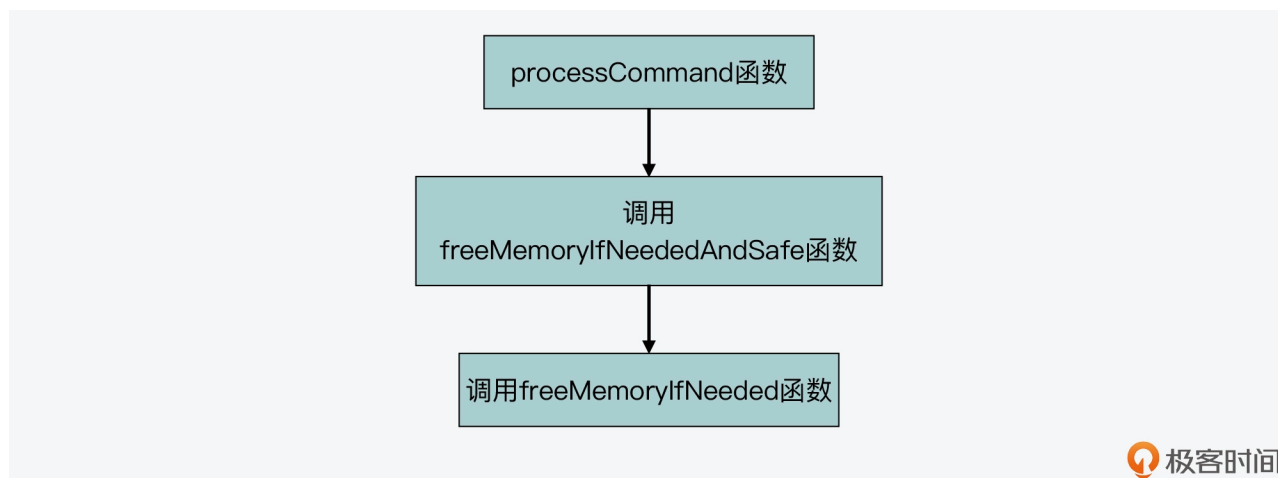 processCommand函数
调用
freeMemoryIfNeededAndSafe函数
调用freeMemoryIfNeeded函数
极客时间